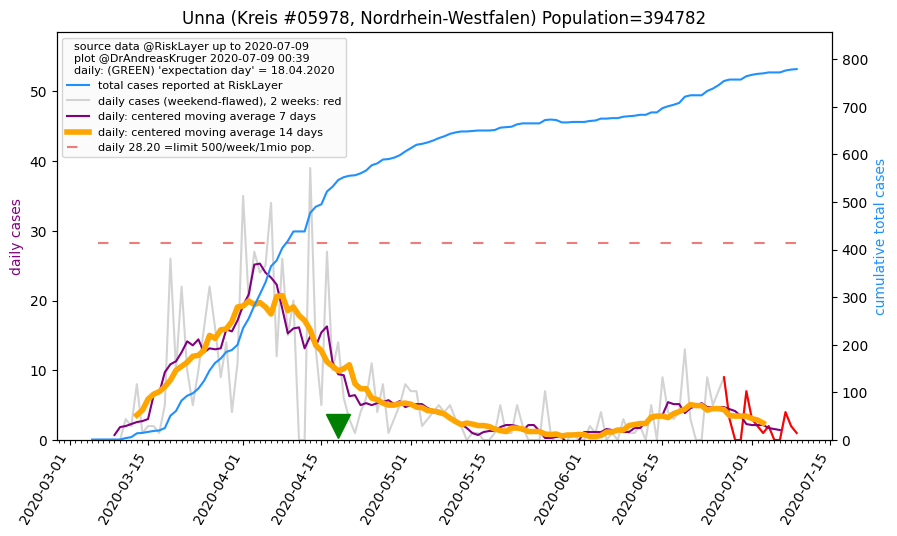 Unna (Kreis #05978, Nordrhein-Westfalen) Population=394782
source data @RiskLayer up to 2020-07-09
plot @DrAndreasKruger 2020-07-09 00:39
daily: (GREEN) 'expectation day' = 18.04.2020
total cases reported at RiskLayer
daily cases (weekend-flawed), 2 weeks: red
daily: centered moving average 7 days
daily: centered moving average 14 days
daily 28.20 =limit 500/week/1mio pop.
daily cases
50
40
30
20
10
0
cumulative total cases
800
700
600
500
400
300
200
100
0
2020-03-01
2020-03-15
2020-04-01
2020-04-15
2020-05-01
2020-05-15
2020-06-01
2020-06-15
2020-07-01
2020-07-15